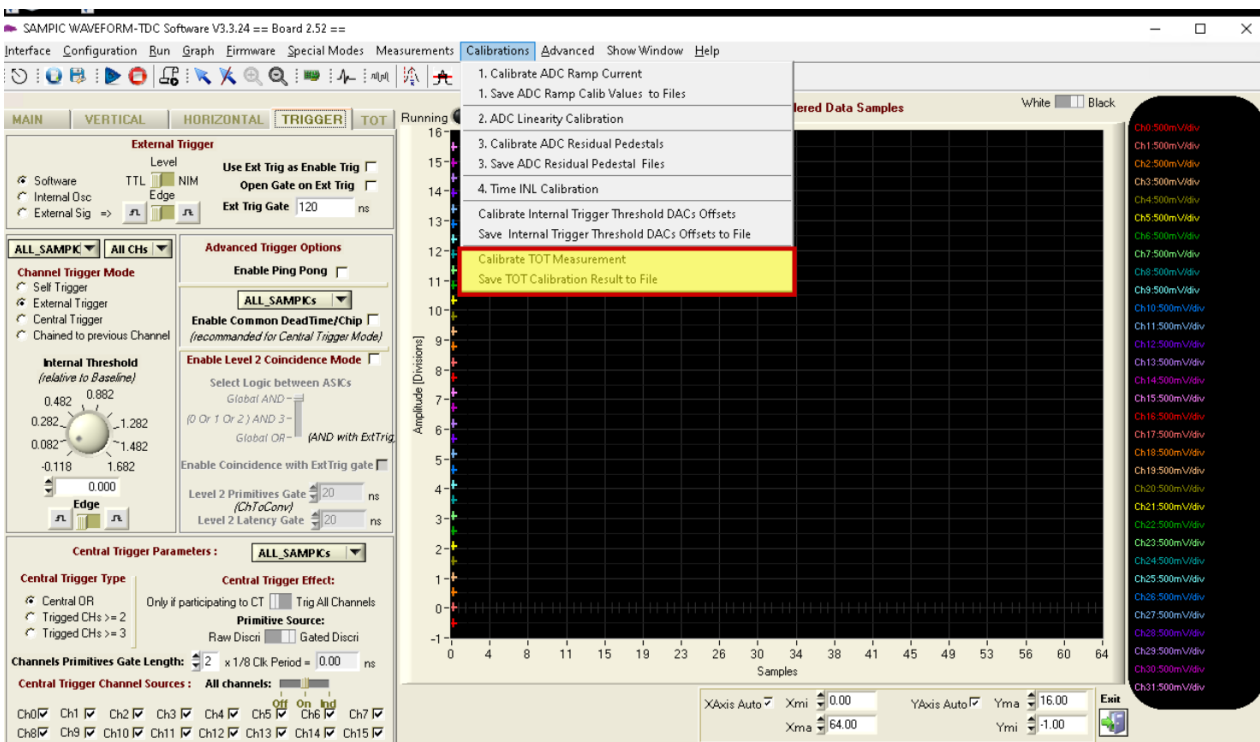 SAMPIC WAVEFORM-TDC Software V3.3.24 == Board 2.52 ==
Interface Configuration Run Graph Firmware Special Modes Measurements Calibrations Advanced Show Window Help
1. Calibrate ADC Ramp Current
1. Save ADC Ramp Calib Values to Files
2. ADC Linearity Calibration
3. Calibrate ADC Residual Pedestals
3. Save ADC Residual Pedestal Files
4. Time INL Calibration
Calibrate Internal Trigger Threshold DACs Offsets
Save Internal Trigger Threshold DACs Offsets to File
Calibrate TOT Measurement
Save TOT Calibration Result to File
MAIN VERTICAL HORIZONTAL TRIGGER TOT
External Trigger
Level
Software TTL NIM
Internal Osc Edge
External Sig =>
Use Ext Trig as Enable Trig
Open Gate on Ext Trig
Ext Trig Gate 120 ns
ALL_SAMPIC All CHs
Channel Trigger Mode
Self Trigger
External Trigger
Central Trigger
Chained to previous Channel
Internal Threshold
(relative to Baseline)
0.482 0.882
0.282 1.282
0.082 1.482
-0.118 1.682
0.000
Edge
Advanced Trigger Options
Enable Ping Pong
ALL_SAMPICs
Enable Common DeadTime/Chip
(recommanded for Central Trigger Mode)
Enable Level 2 Coincidence Mode
Select Logic between ASICs
Global AND
(0 Or 1 Or 2) AND 3
Global OR (AND with ExtTrig
Enable Coincidence with ExtTrig gate
Level 2 Primitives Gate 20 ns
(ChToConv)
Level 2 Latency Gate 20 ns
Central Trigger Parameters : ALL_SAMPICs
Central Trigger Type
Central OR
Trigged CHs >= 2
Trigged CHs >= 3
Central Trigger Effect:
Only if participating to CT Trig All Channels
Primitive Source:
Raw Discri Gated Discri
Channels Primitives Gate Length: 2 x 1/8 Clk Period = 0.00 ns
Central Trigger Channel Sources : All channels:
Off On Ind
Ch0 Ch1 Ch2 Ch3 Ch4 Ch5 Ch6 Ch7
Ch8 Ch9 Ch10 Ch11 Ch12 Ch13 Ch14 Ch15
Running
lered Data Samples
White Black
16
15
14
13
12
11
10
9
8
7
6
5
4
3
2
1
0
-1
Amplitude [Divisions]
0 4 8 11 15 19 23 26 30 34 38 41 45 49 53 56 60 64
Samples
XAxis Auto Xmi 0.00 YAxis Auto Yma 16.00 Exit
Xma 64.00 Ymi -1.00
Ch0:500mV/div
Ch1:500mV/div
Ch2:500mV/div
Ch3:500mV/div
Ch4:500mV/div
Ch5:500mV/div
Ch6:500mV/div
Ch7:500mV/div
Ch8:500mV/div
Ch9:500mV/div
Ch10:500mV/div
Ch11:500mV/div
Ch12:500mV/div
Ch13:500mV/div
Ch14:500mV/div
Ch15:500mV/div
Ch16:500mV/div
Ch17:500mV/div
Ch18:500mV/div
Ch19:500mV/div
Ch20:500mV/div
Ch21:500mV/div
Ch22:500mV/div
Ch23:500mV/div
Ch24:500mV/div
Ch25:500mV/div
Ch26:500mV/div
Ch27:500mV/div
Ch28:500mV/div
Ch29:500mV/div
Ch30:500mV/div
Ch31:500mV/div